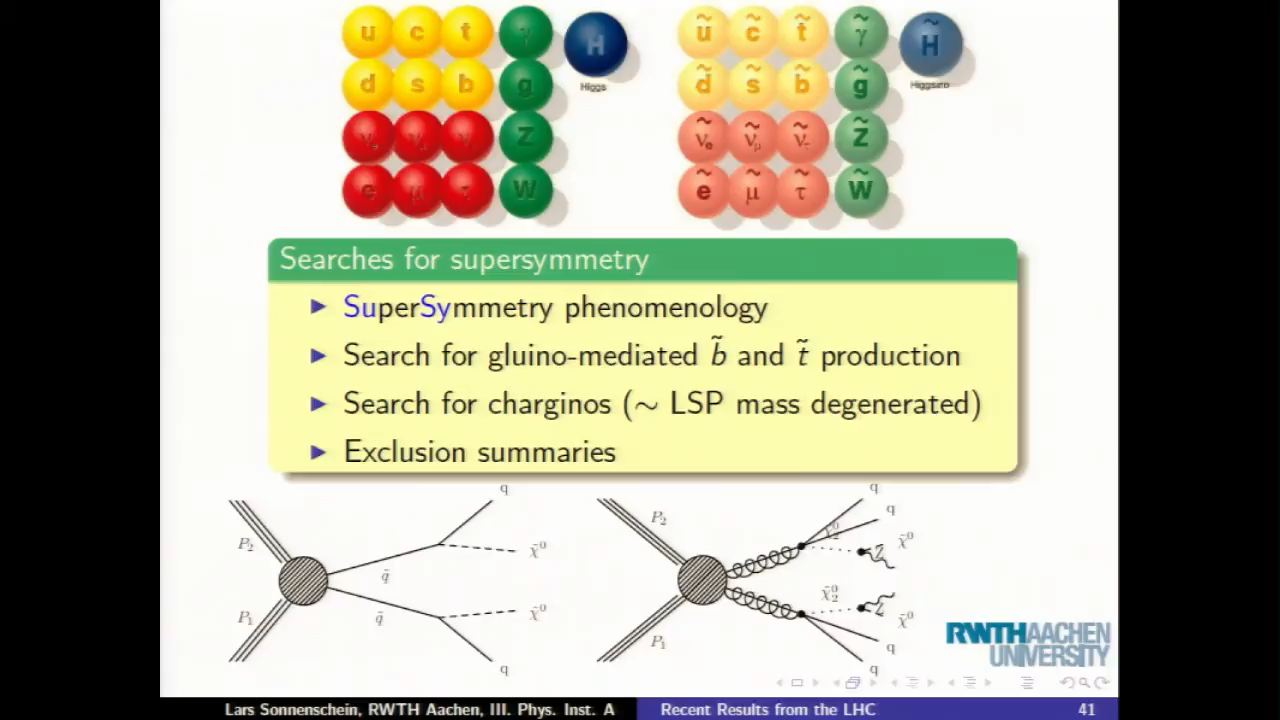 u c t γ H ũ c̃ t̃ γ̃ H̃
Higgs Higgsino
d s b g d̃ s̃ b̃ g̃
ν ν ν Z ν̃e ν̃μ ν̃τ Z̃
e μ τ W ẽ μ̃ τ̃ W̃
Searches for supersymmetry
SuperSymmetry phenomenology
Search for gluino-mediated b̃ and t̃ production
Search for charginos (∼ LSP mass degenerated)
Exclusion summaries
q
P2
χ̃0
q̃
q̃
χ̃0
P1
q
q
q
P2
χ̃02
χ̃0
Z
χ̃02
Z
χ̃0
P1
q
q
RWTHAACHEN
UNIVERSITY
Lars Sonnenschein, RWTH Aachen, III. Phys. Inst. A Recent Results from the LHC 41